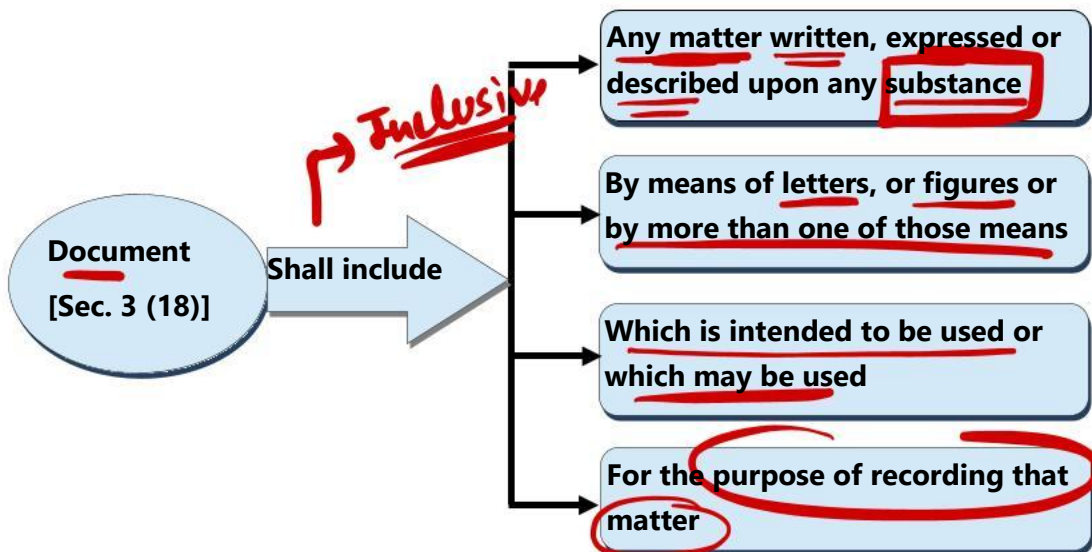 Document
[Sec. 3 (18)]
Shall include
Inclusive
Any matter written, expressed or
described upon any substance
By means of letters, or figures or
by more than one of those means
Which is intended to be used or
which may be used
For the purpose of recording that
matter